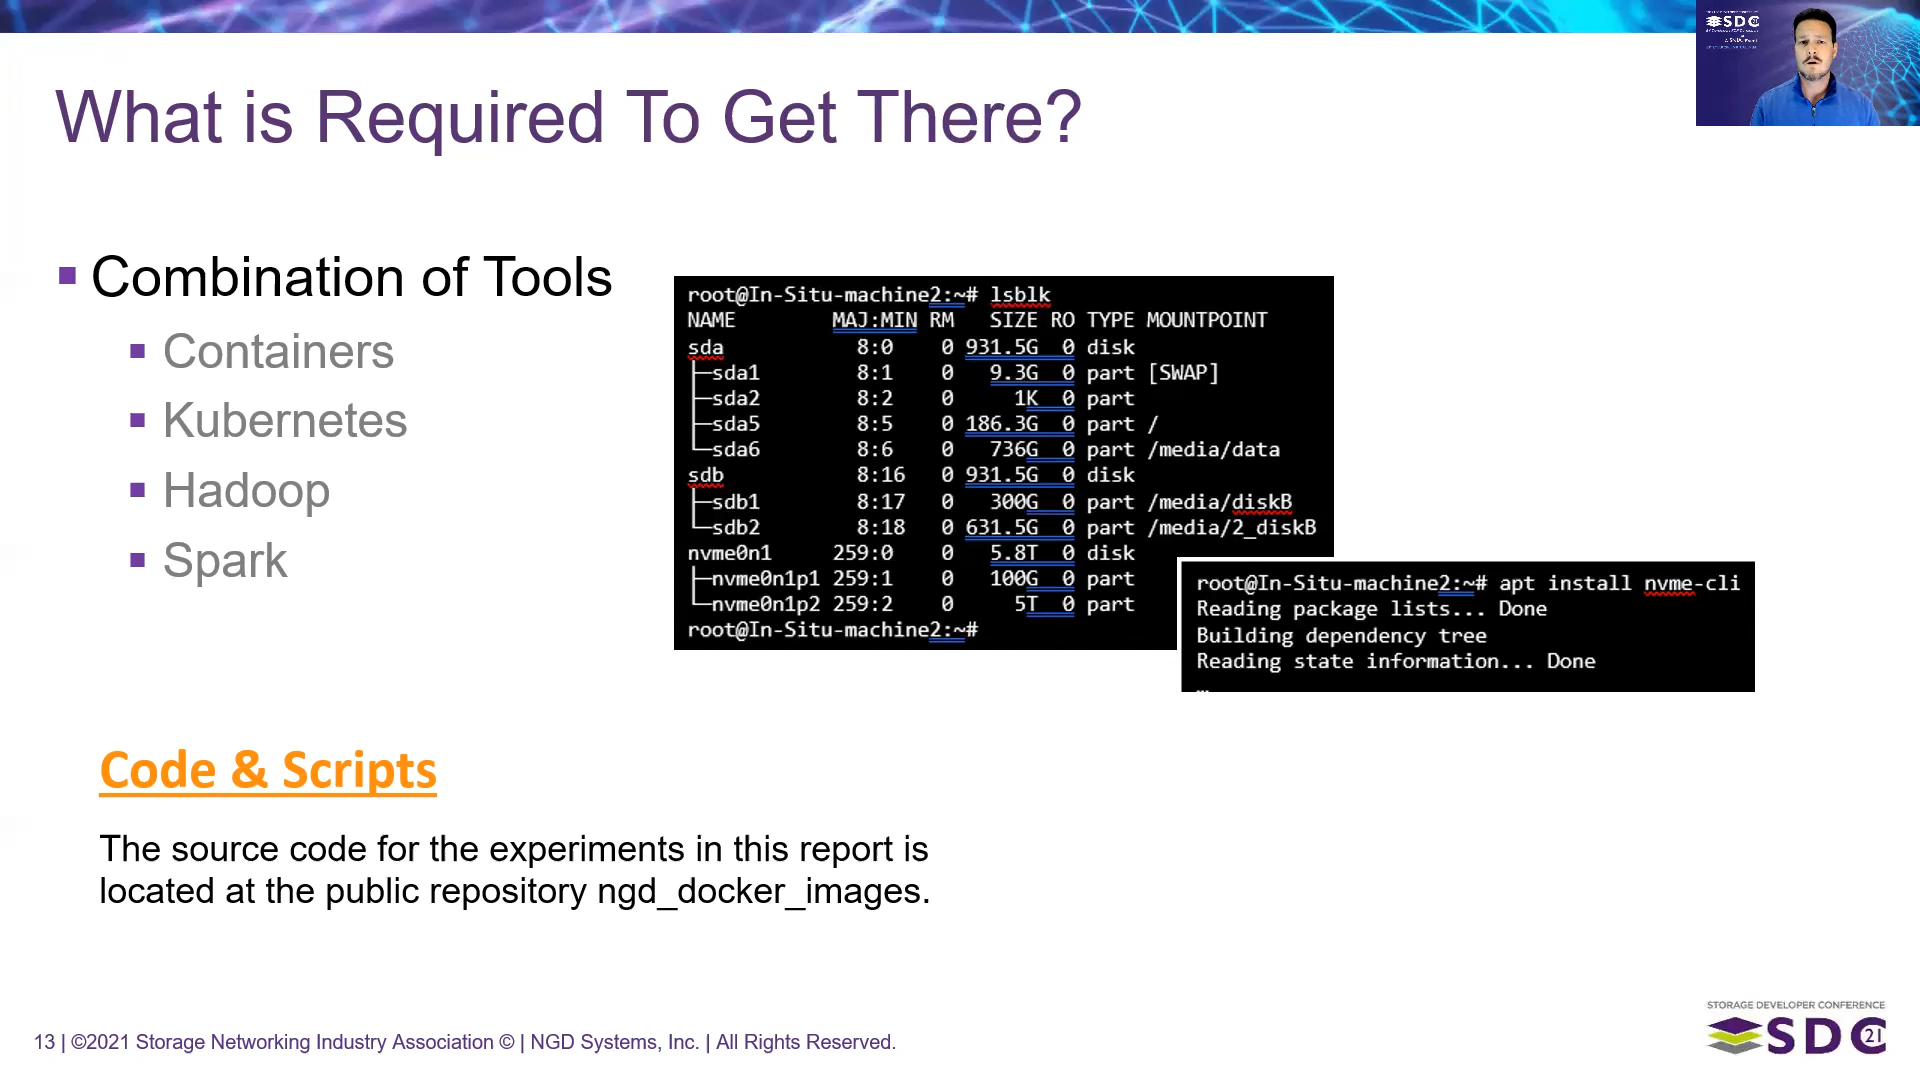 What is Required To Get There?
Combination of Tools
Containers
Kubernetes
Hadoop
Spark
root@In-Situ-machine2:~# lsblk
NAME MAJ:MIN RM SIZE RO TYPE MOUNTPOINT
sda 8:0 0 931.5G 0 disk
├─sda1 8:1 0 9.3G 0 part [SWAP]
├─sda2 8:2 0 1K 0 part
├─sda5 8:5 0 186.3G 0 part /
└─sda6 8:6 0 736G 0 part /media/data
sdb 8:16 0 931.5G 0 disk
├─sdb1 8:17 0 300G 0 part /media/diskB
└─sdb2 8:18 0 631.5G 0 part /media/2_diskB
nvme0n1 259:0 0 5.8T 0 disk
├─nvme0n1p1 259:1 0 100G 0 part
└─nvme0n1p2 259:2 0 5T 0 part
root@In-Situ-machine2:~#
root@In-Situ-machine2:~# apt install nvme-cli
Reading package lists... Done
Building dependency tree
Reading state information... Done
Code & Scripts
The source code for the experiments in this report is
located at the public repository ngd_docker_images.
13 | ©2021 Storage Networking Industry Association © | NGD Systems, Inc. | All Rights Reserved.
STORAGE DEVELOPER CONFERENCE
SDC 21
SDC